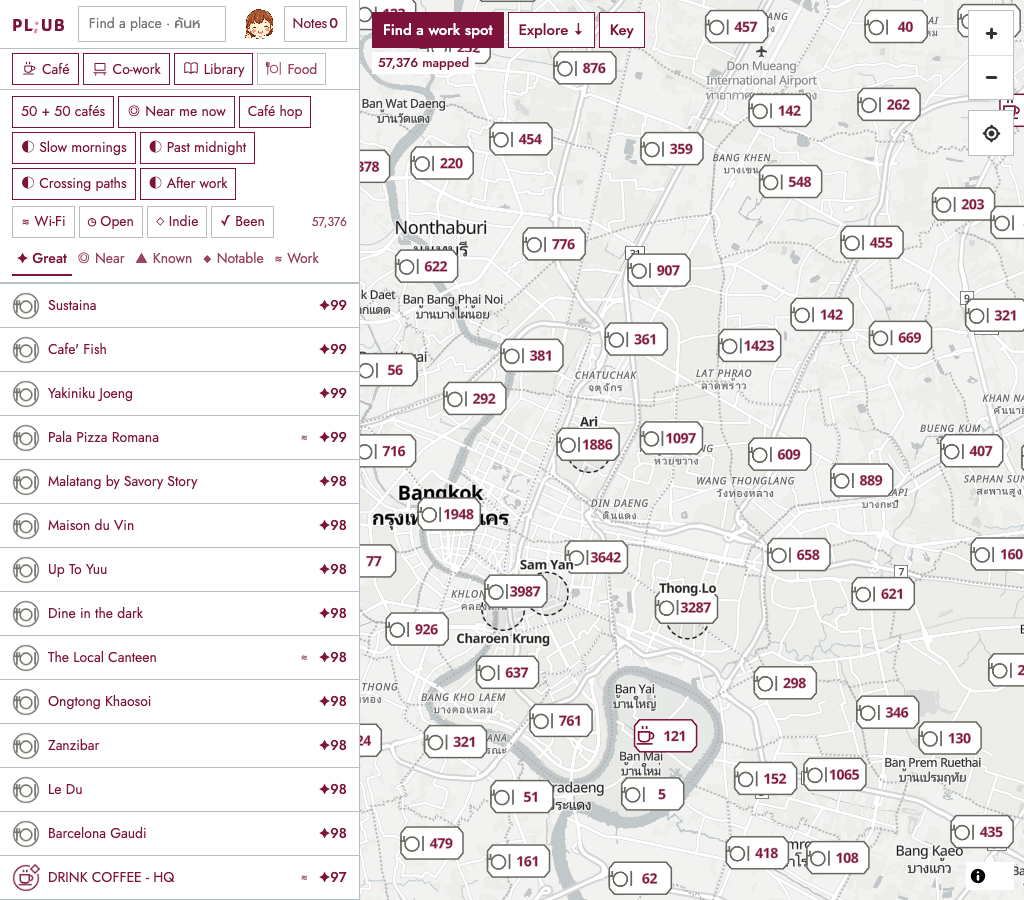 PL;UB
Find a place · ค้นห
Notes 0
Café
Co-work
Library
Food
50 + 50 cafés
Near me now
Café hop
Slow mornings
Past midnight
Crossing paths
After work
Wi-Fi
Open
Indie
Been
57,376
Great
Near
Known
Notable
Work
Sustaina 99
Cafe’ Fish 99
Yakiniku Joeng 99
Pala Pizza Romana 99
Malatang by Savory Story 98
Maison du Vin 98
Up To Yuu 98
Dine in the dark 98
The Local Canteen 98
Ongtong Khaosoi 98
Zanzibar 98
Le Du 98
Barcelona Gaudi 98
DRINK COFFEE - HQ 97
Find a work spot
Explore ↓
Key
57,376 mapped
457
40
876
Don Mueang
International Airport
142
262
Ban Wat Daeng
บ้านวัดแดง
454
359
220
378
BANG KHEN
บางเขน
548
203
Nonthaburi
776
455
622
907
Ban Bang Phai Noi
บ้านบางไผ่น้อย
9
142
321
361
669
381
1423
56
CHATUCHAK
จตุจักร
LAT PHRAO
ลาดพร้าว
292
Ari
1886
1097
ห้วยขวาง
BUENG KUM
407
716
609
WANG THONGLANG
วังทองหลาง
889
บางกะปิ
Bangkok
1948
DIN DAENG
ดินแดง
77
Sam Yan
3642
658
160
7
3987
Thong Lo
3287
621
926
Charoen Krung
637
298
BANG KHO LAEM
บางคอแหลม
Ban Yai
บ้านใหญ่
761
346
24
321
121
130
Ban Mai
บ้านใหม่
Ban Prem Ruethai
บ้านเปรมฤทัย
152
1065
51
5
479
161
418
108
435
Bang Kaeo
บางแก้ว
62